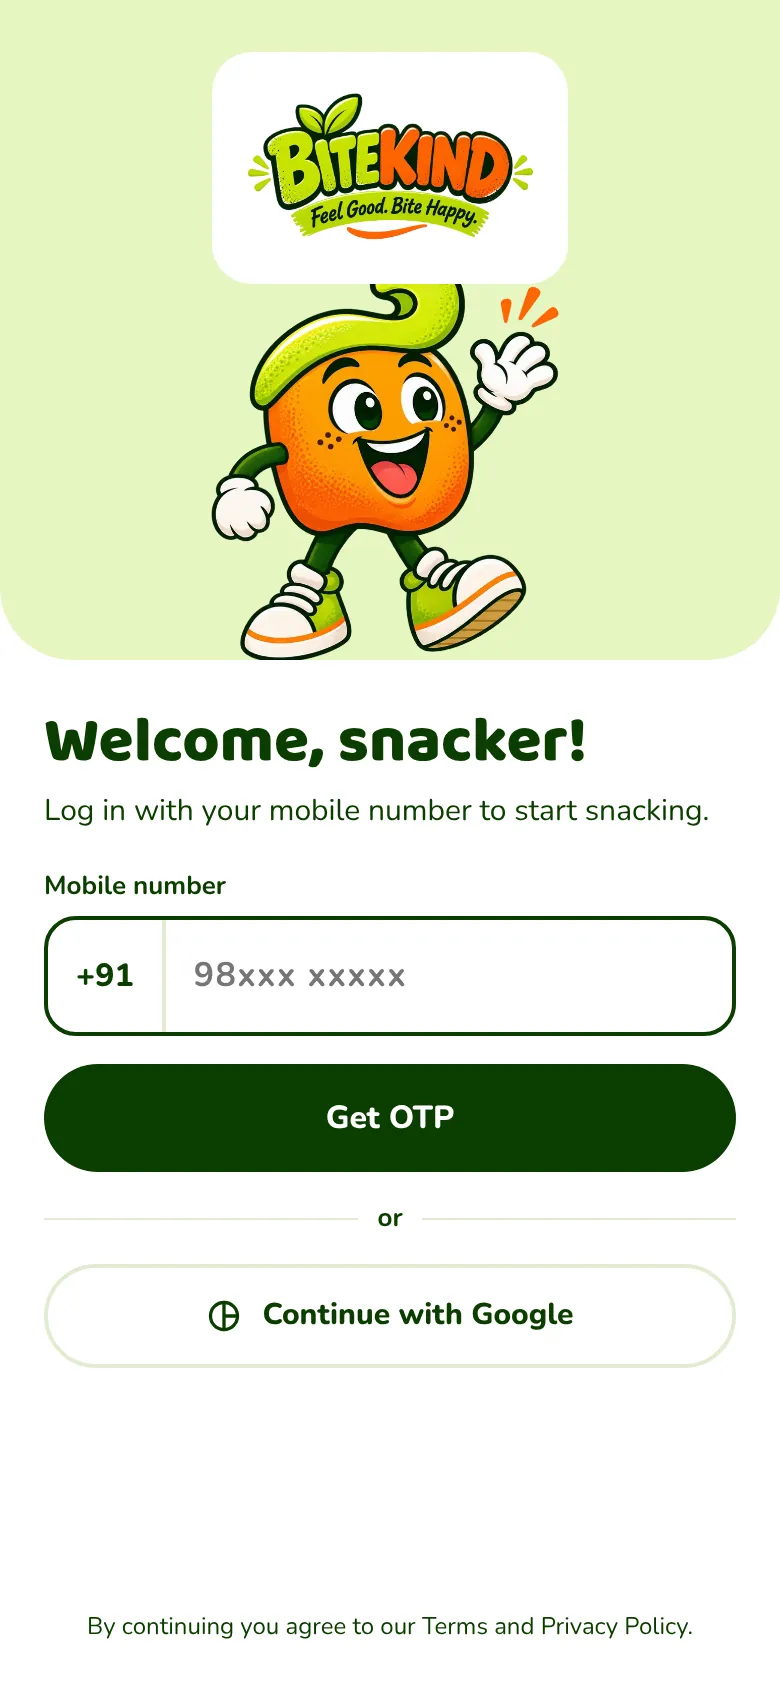 BITEKIND
Feel Good. Bite Happy.
Welcome, snacker!
Log in with your mobile number to start snacking.
Mobile number
+91 98xxx xxxxx
Get OTP
or
Continue with Google
By continuing you agree to our Terms and Privacy Policy.